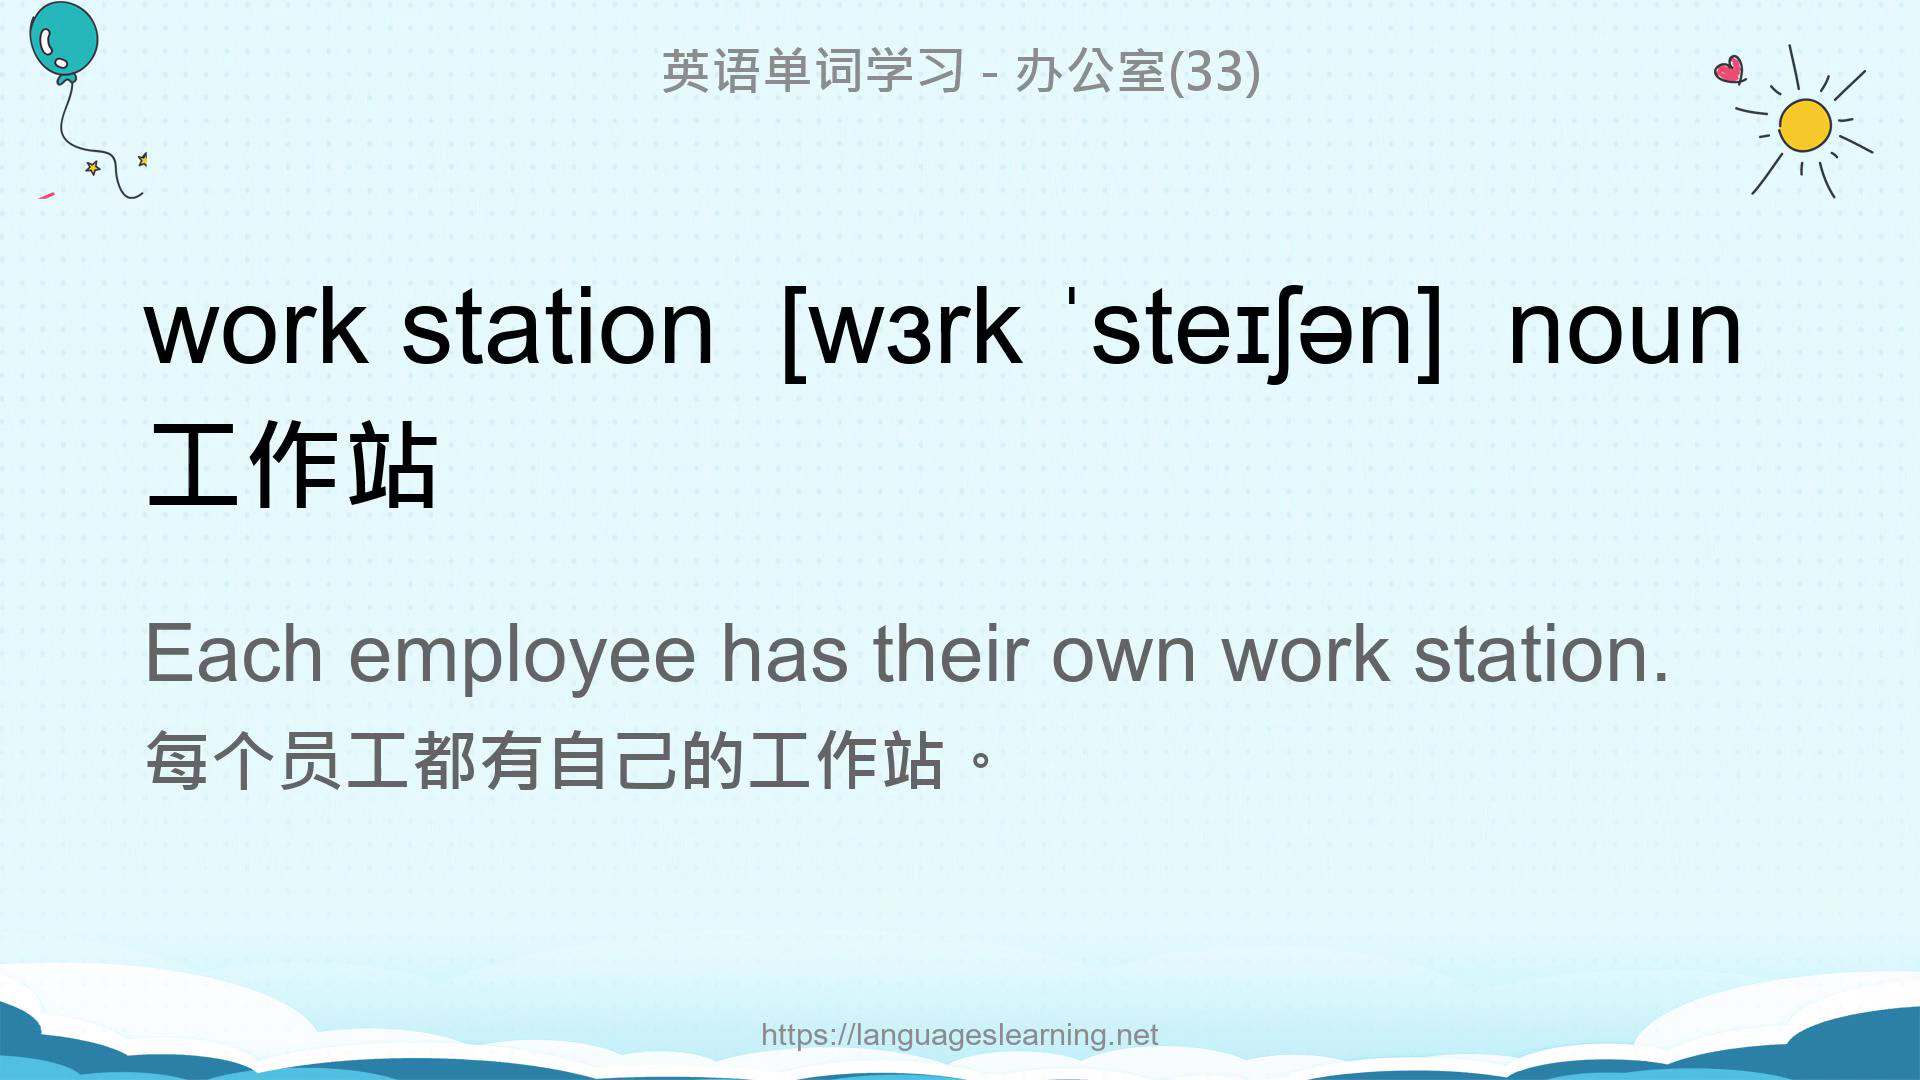 英语单词学习 - 办公室(33)
work station  [wɜrk ˈsteɪʃən]  noun
工作站
Each employee has their own work station.
每个员工都有自己的工作站。
https://languageslearning.net